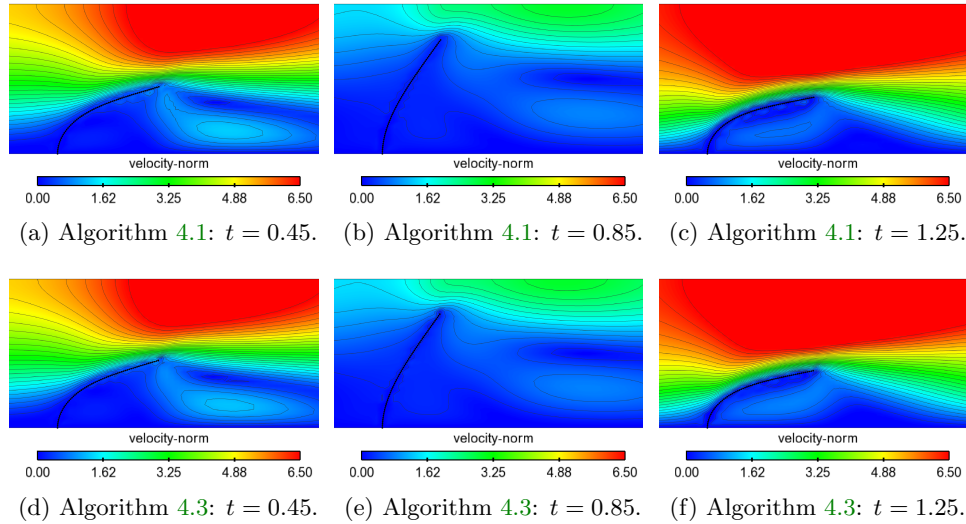 velocity-norm velocity-norm velocity-norm
0.00 1.62 3.25 4.88 6.50 0.00 1.62 3.25 4.88 6.50 0.00 1.62 3.25 4.88 6.50
(a) Algorithm 4.1: t = 0.45. (b) Algorithm 4.1: t = 0.85. (c) Algorithm 4.1: t = 1.25.
velocity-norm velocity-norm velocity-norm
0.00 1.62 3.25 4.88 6.50 0.00 1.62 3.25 4.88 6.50 0.00 1.62 3.25 4.88 6.50
(d) Algorithm 4.3: t = 0.45. (e) Algorithm 4.3: t = 0.85. (f) Algorithm 4.3: t = 1.25.